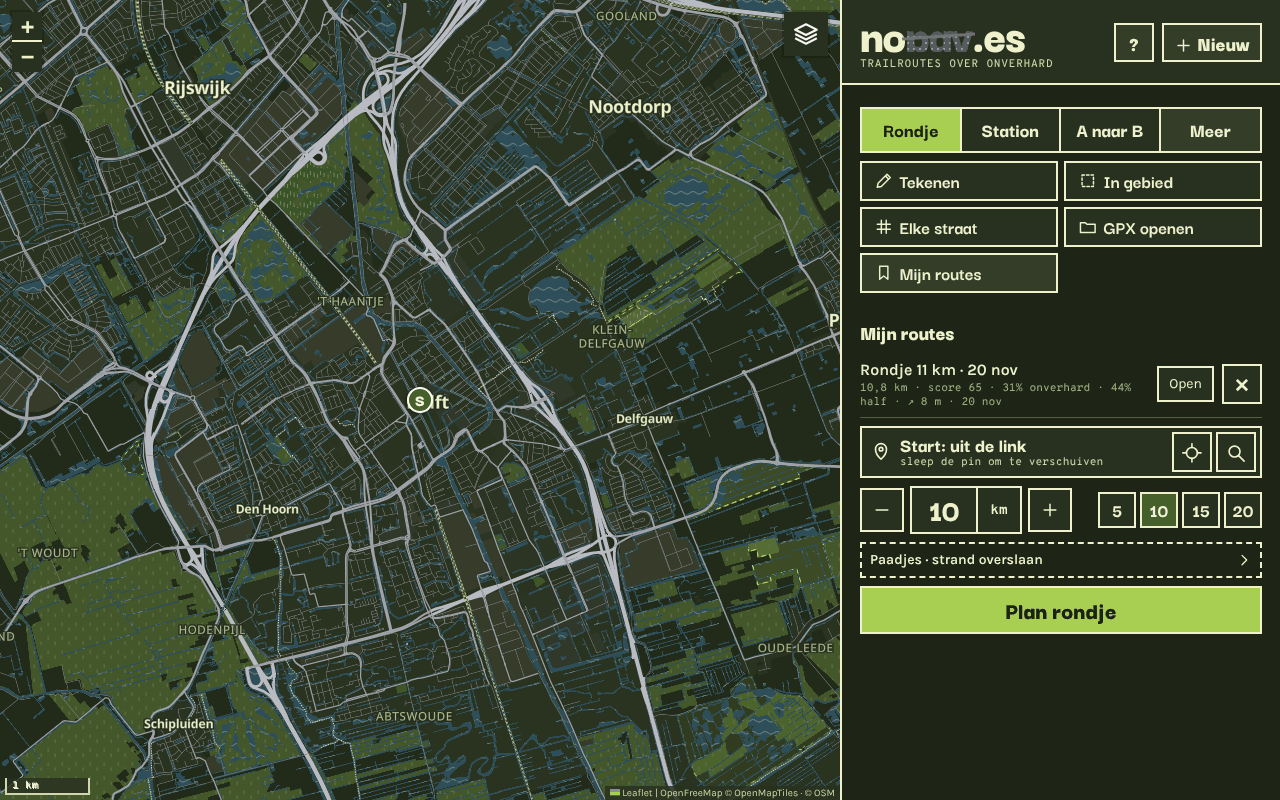 +
−
GOOLAND
Rijswijk
Nootdorp
'T HAANTJE
KLEIN-
DELFGAUW
P
S
lft
Delfgauw
Den Hoorn
'T WOUDT
ND
HODENPIJL
OUDE-LEEDE
Schipluiden
ABTSWOUDE
1 km
Leaflet | OpenFreeMap © OpenMapTiles · © OSM
nonav.es
TRAILROUTES OVER ONVERHARD
?
+ Nieuw
Rondje
Station
A naar B
Meer
Tekenen
In gebied
Elke straat
GPX openen
Mijn routes
Mijn routes
Rondje 11 km · 20 nov
10,8 km · score 65 · 31% onverhard · 44%
half · ↗ 8 m · 20 nov
Open
×
Start: uit de link
sleep de pin om te verschuiven
−
10
km
+
5
10
15
20
Paadjes · strand overslaan
Plan rondje